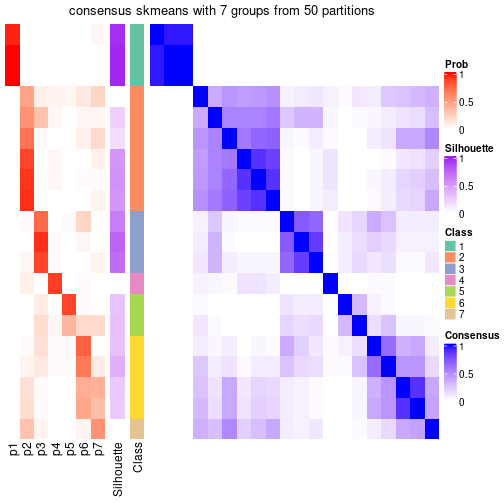 consensus skmeans with 7 groups from 50 partitions
Prob
1
0.5
0
Silhouette
1
0.5
0
Class
1
2
3
4
5
6
7
Consensus
1
0.5
0
p1
p2
p3
p4
p5
p6
p7
Silhouette
Class